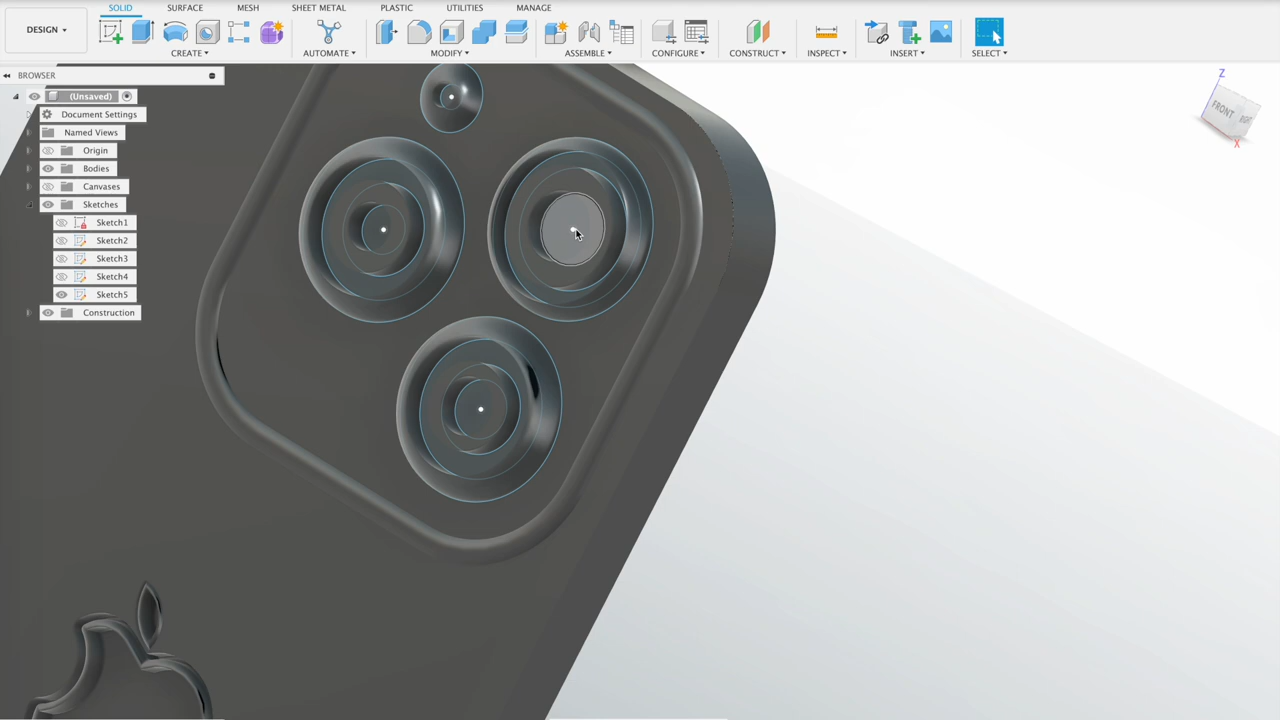 SOLID SURFACE MESH SHEET METAL PLASTIC UTILITIES MANAGE
DESIGN
CREATE AUTOMATE MODIFY ASSEMBLE CONFIGURE CONSTRUCT INSPECT INSERT SELECT
BROWSER
(Unsaved)
Document Settings
Named Views
Origin
Bodies
Canvases
Sketches
Sketch1
Sketch2
Sketch3
Sketch4
Sketch5
Construction
Z
FRONT
X